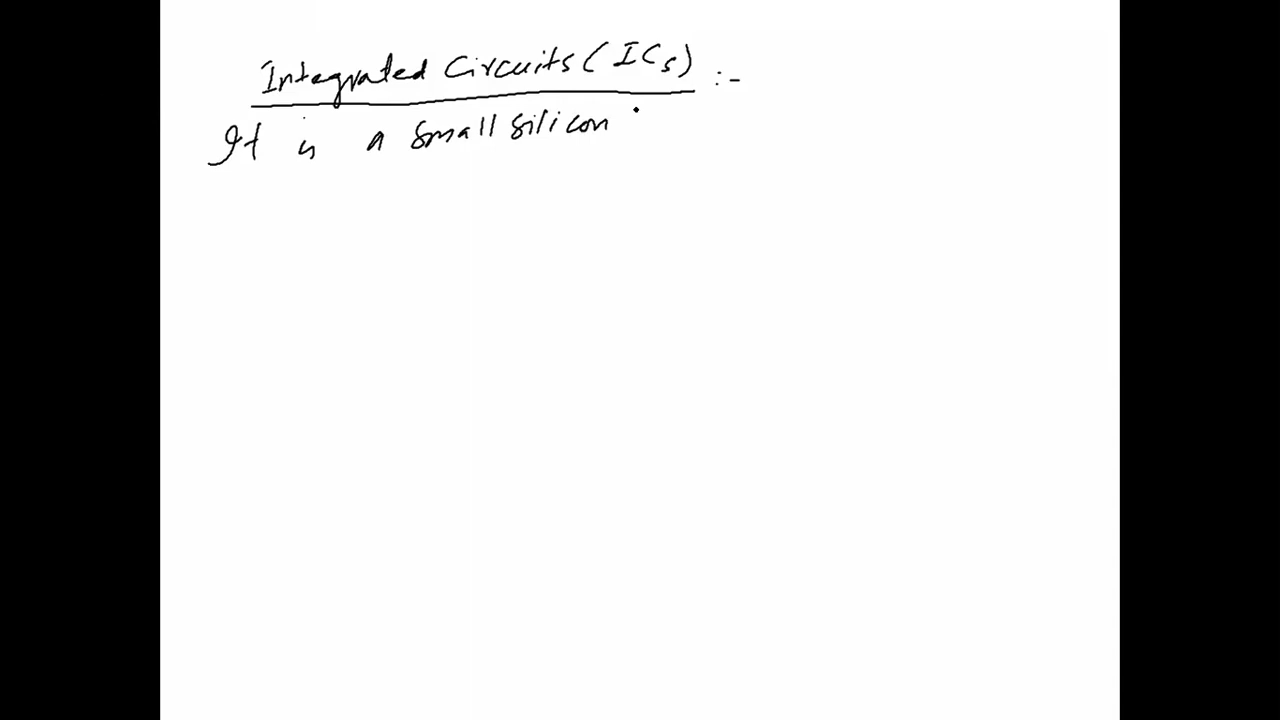 Integrated Circuits (ICs) :-
It is a small silicon